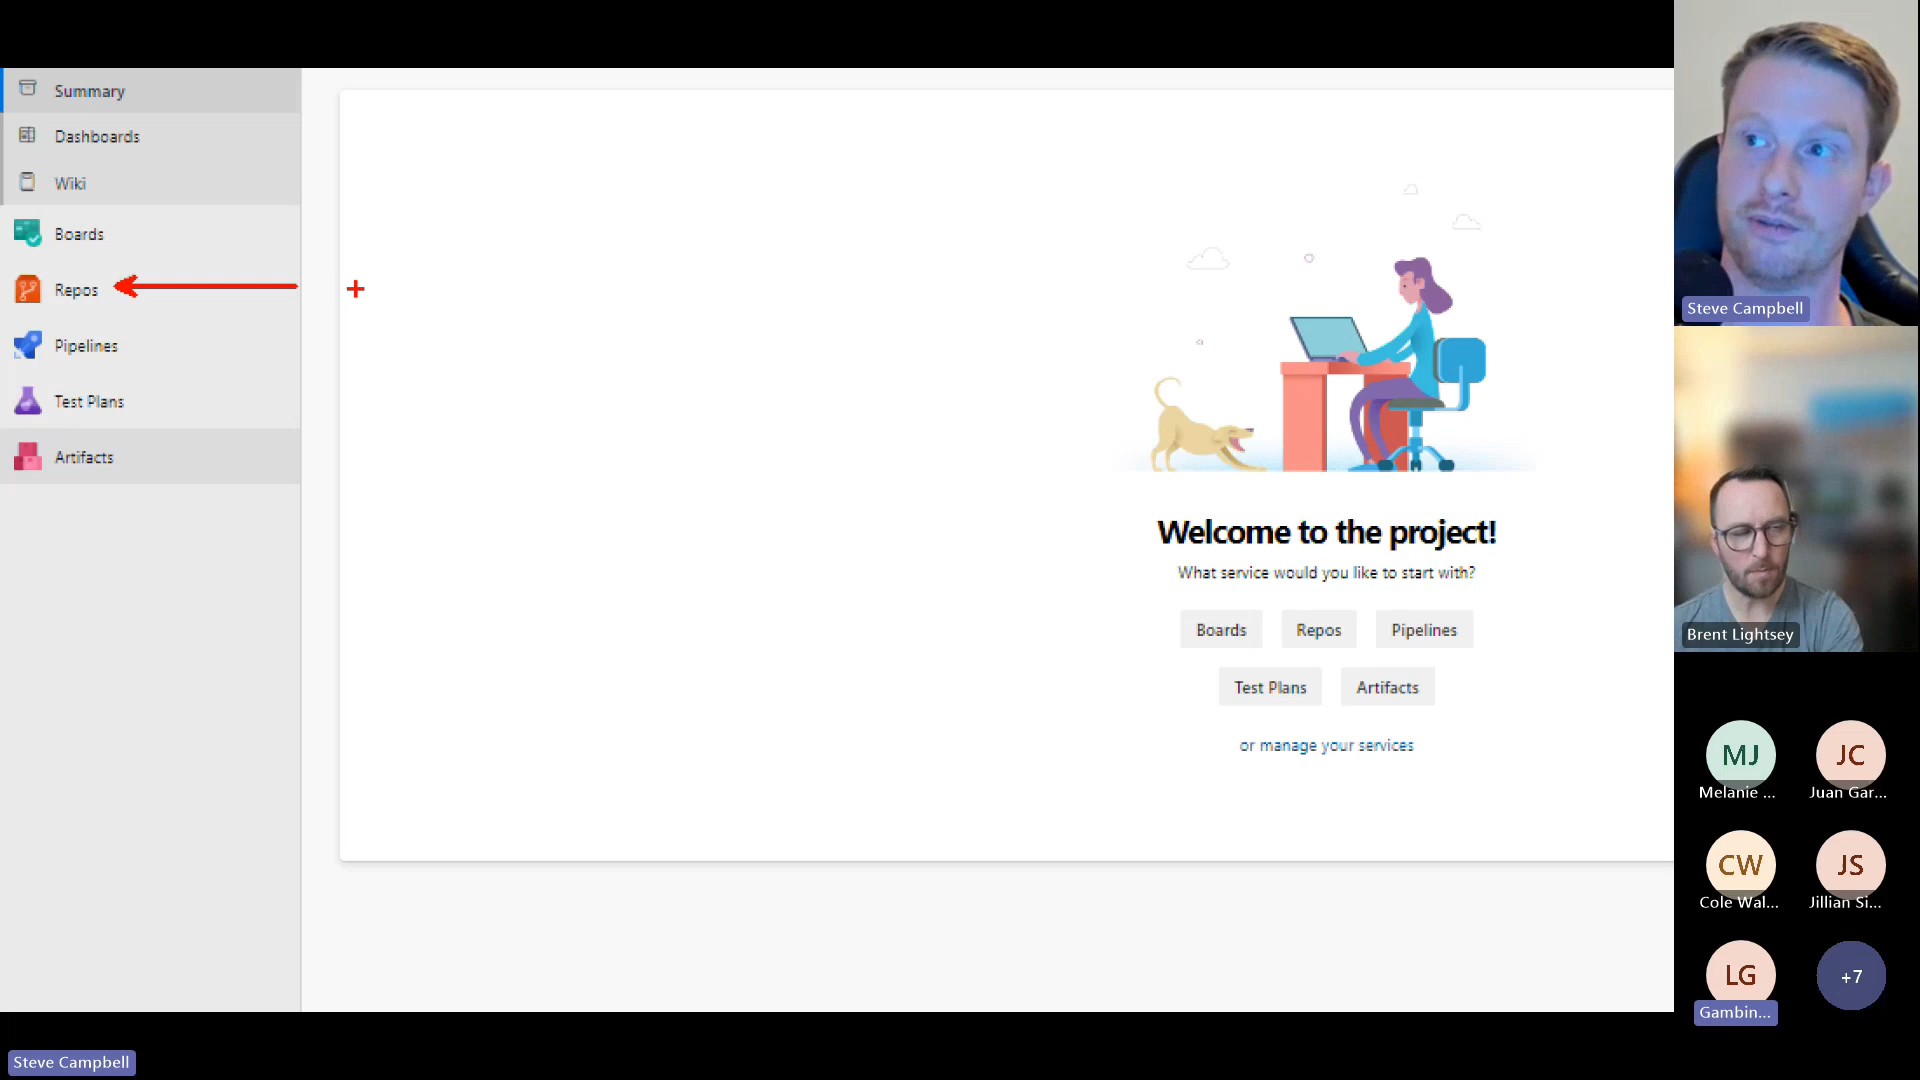 Summary
Dashboards
Wiki
Boards
Repos
Pipelines
Test Plans
Artifacts
Welcome to the project!
What service would you like to start with?
Boards Repos Pipelines
Test Plans Artifacts
or manage your services
Steve Campbell
Brent Lightsey
MJ JC
Melanie ... Juan Gar...
CW JS
Cole Wal... Jillian Si...
LG +7
Gambin...
Steve Campbell